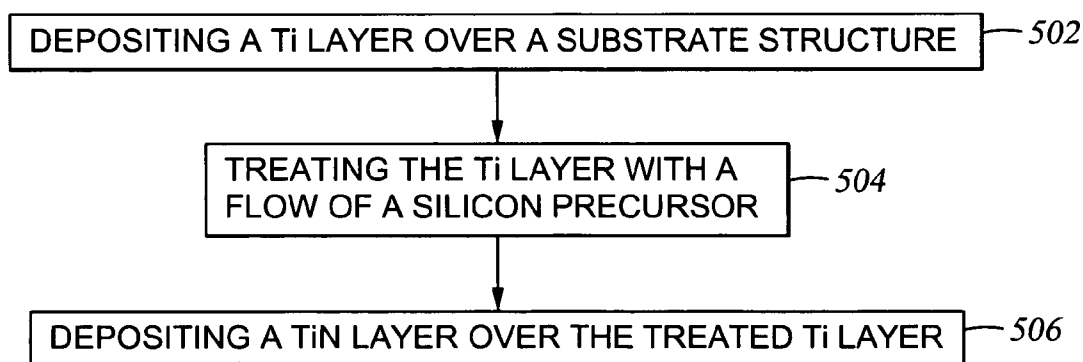 DEPOSITING A Ti LAYER OVER A SUBSTRATE STRUCTURE 502
TREATING THE Ti LAYER WITH A
FLOW OF A SILICON PRECURSOR 504
DEPOSITING A TiN LAYER OVER THE TREATED Ti LAYER 506